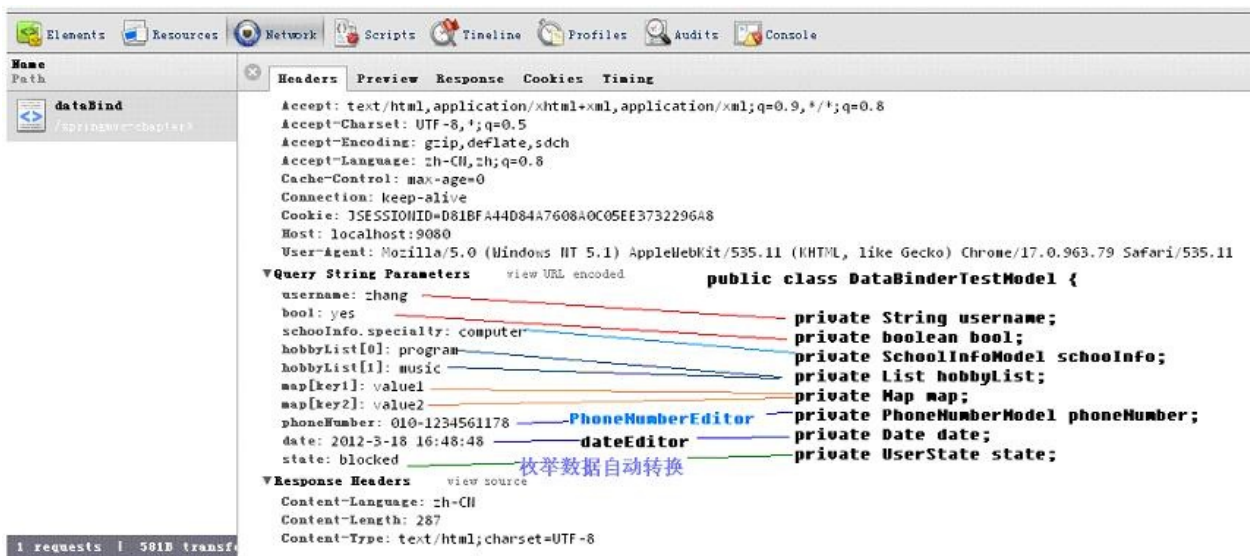 Elements Resources Network Scripts Timeline Profiles Audits Console
Name
Path
Headers Preview Response Cookies Timing
dataBind
/springmvc-chapter
Accept: text/html,application/xhtml+xml,application/xml;q=0.9,*/*;q=0.8
Accept-Charset: UTF-8,*;q=0.5
Accept-Encoding: gzip,deflate,sdch
Accept-Language: zh-CN,zh;q=0.8
Cache-Control: max-age=0
Connection: keep-alive
Cookie: JSESSIONID=D81BFA44D84A7608A0C05EE3732296A8
Host: localhost:9080
User-Agent: Mozilla/5.0 (Windows NT 5.1) AppleWebKit/535.11 (KHTML, like Gecko) Chrome/17.0.963.79 Safari/535.11
▼Query String Parameters view URL encoded public class DataBinderTestModel {
username: zhang private String username;
bool: yes private boolean bool;
schooInfo.specialty: computer private SchoolInfoModel schooInfo;
hobbyList[0]: program private List hobbyList;
hobbyList[1]: music
map[key1]: value1 private Map map;
map[key2]: value2
phoneNumber: 010-1234561178 PhoneNumberEditor private PhoneNumberModel phoneNumber;
date: 2012-3-18 16:48:48 dateEditor private Date date;
state: blocked 枚举数据自动转换 private UserState state;
▼Response Headers view source
Content-Language: zh-CN
Content-Length: 287
Content-Type: text/html;charset=UTF-8
1 requests | 581B transfe